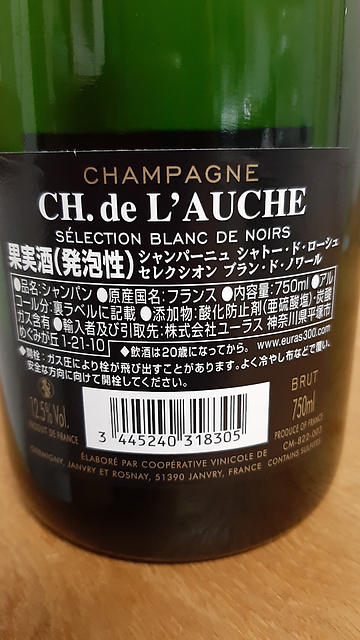 CHAMPAGNE
CH. de L'AUCHE
SÉLECTION BLANC DE NOIRS
果実酒(発泡性) シャンパーニュ シャトー・ド・ローシュ
セレクシオン ブラン・ド・ノワール
●品名:シャンパン ●原産国名:フランス ●内容量:750ml ●アル
コール分:裏ラベルに記載 ●添加物:酸化防止剤(亜硫酸塩)・炭酸
ガス含有 ●輸入者及び引取先:株式会社ユーラス 神奈川県平塚市
めぐみが丘1-21-10 ◆飲酒は20歳になってから。 www.euras300.com
◆開栓:ガス圧により栓が飛び出すことがあります。よく冷やし布などで覆い、
安全な方向に向けて開栓してください。
BRUT
12.5% Vol.
750ml
PRODUIT DE FRANCE
PRODUCE OF FRANCE
3 445240 318305
CM-822-003
ÉLABORÉ PAR COOPÉRATIVE VINICOLE DE
GERMIGNY, JANVRY ET ROSNAY, 51390 JANVRY, FRANCE CONTAINS SULFITES